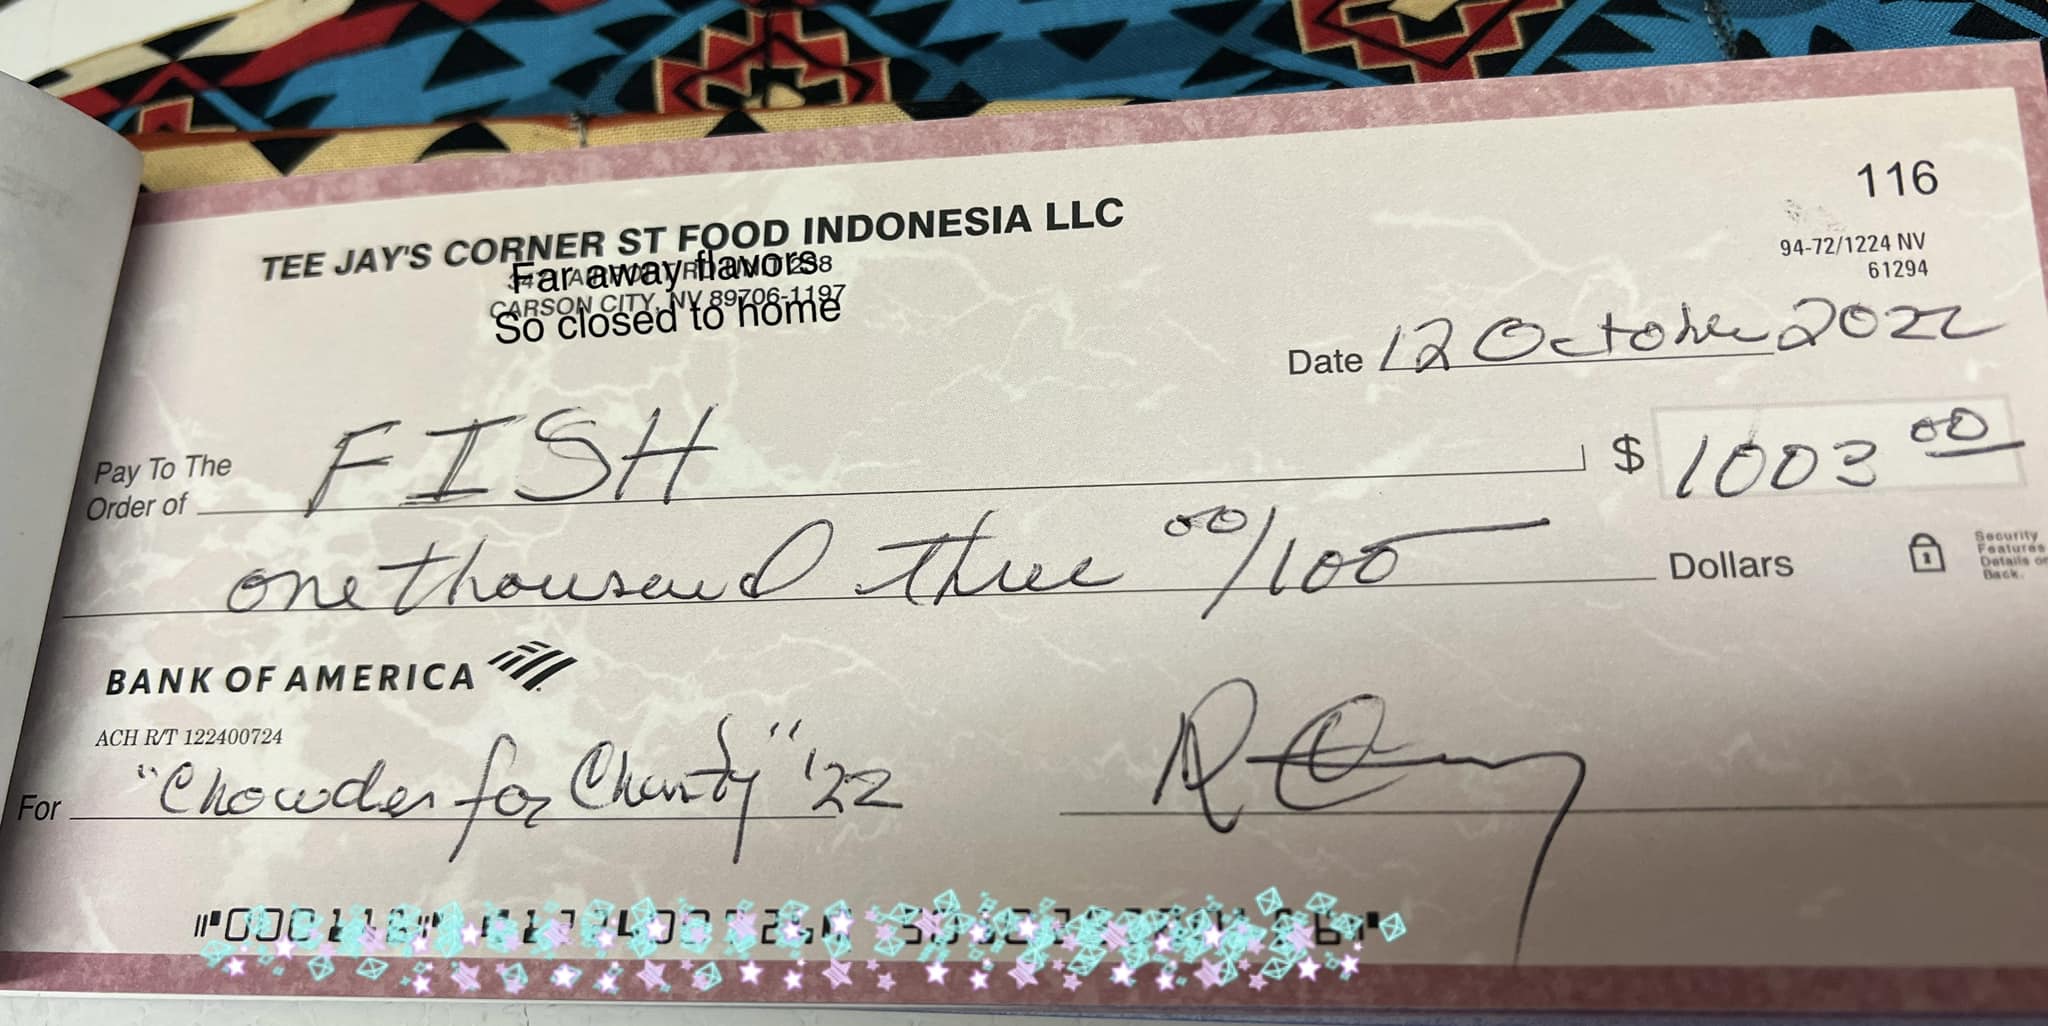 TEE JAY'S CORNER ST FOOD INDONESIA LLC
116
Far away flavors
CARSON CITY, NV 89706-1197
So closed to home
94-72/1224 NV
61294
Date 12 October 2022
Pay To The
Order of FISH $ 1003 00
one thousand three 00/100 Dollars
Security
Features
Details on
Back.
BANK OF AMERICA
ACH R/T 122400724
For "Chowder for Charity" '22